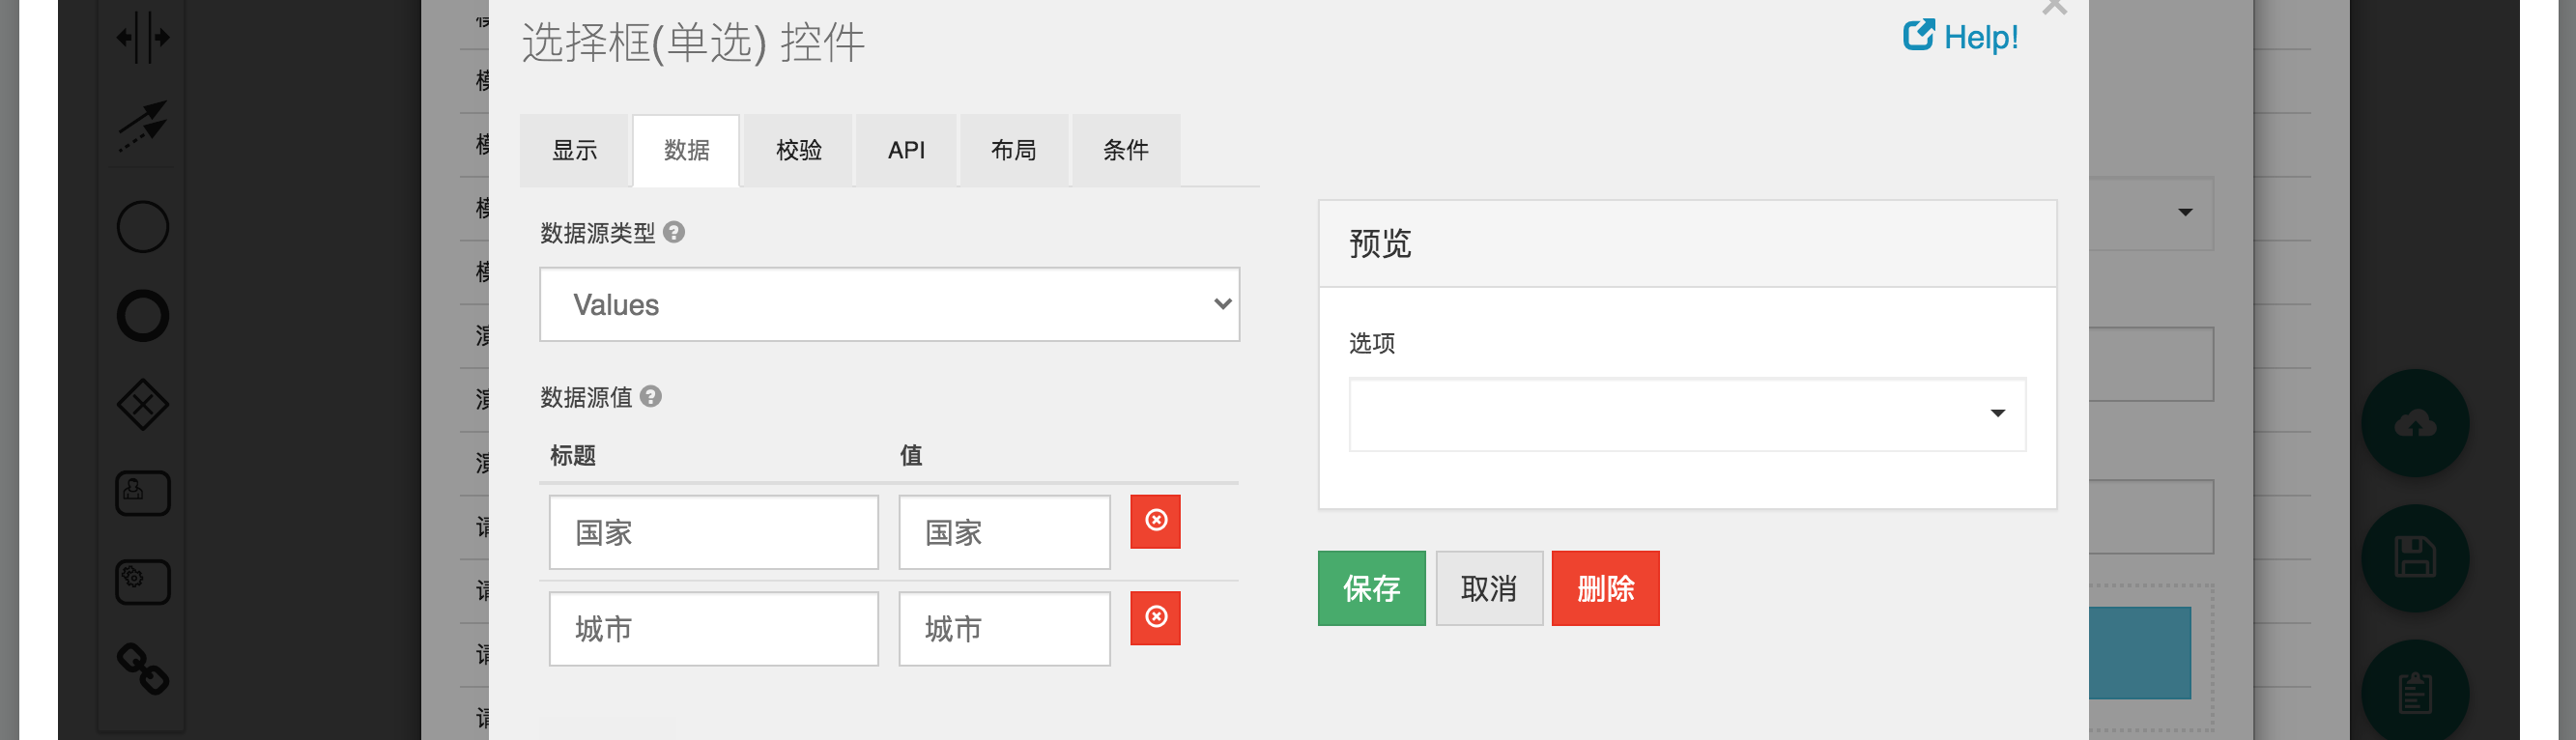 选择框(单选) 控件
Help!
显示 数据 校验 API 布局 条件
数据源类型
Values
数据源值
标题 值
国家 国家
城市 城市
预览
选项
保存 取消 删除